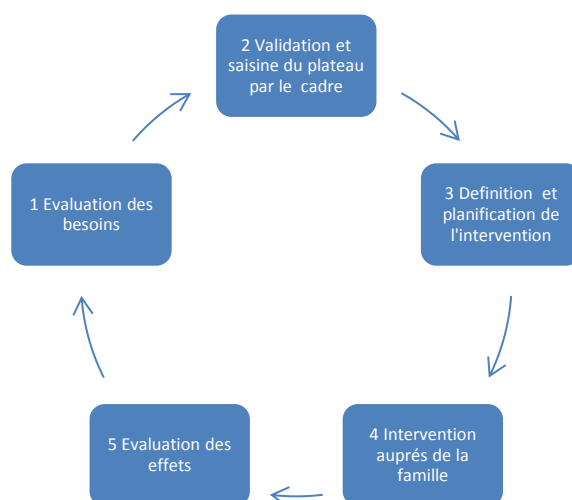 2 Validation et
saisine du plateau
par le cadre
1 Evaluation des
besoins
3 Definition et
planification de
l'intervention
5 Evaluation des
effets
4 Intervention
auprés de la
famille